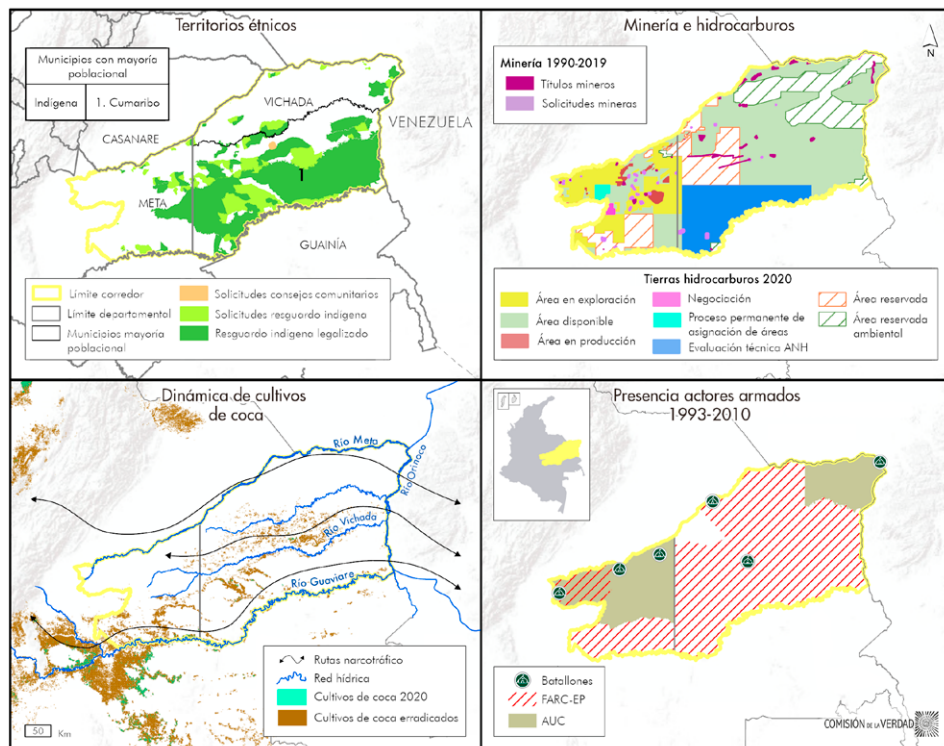 Territorios étnicos
Municipios con mayoría
poblacional
Indígena
1. Cumaribo
VICHADA
VENEZUELA
CASANARE
META
1
GUAINÍA
Límite corredor
Límite departamental
Municipios mayoría
poblacional
Solicitudes consejos comunitarios
Solicitudes resguardo indígena
Resguardo indígena legalizado
Minería e hidrocarburos
N
Minería 1990-2019
Títulos mineros
Solicitudes mineras
Tierras hidrocarburos 2020
Área en exploración
Área disponible
Área en producción
Negociación
Proceso permanente de
asignación de áreas
Evaluación técnica ANH
Área reservada
Área reservada
ambiental
Dinámica de cultivos
de coca
Río Meta
Río Orinoco
Río Vichada
Río Guaviare
Rutas narcotráfico
Red hídrica
Cultivos de coca 2020
Cultivos de coca erradicados
50 Km
Presencia actores armados
1993-2010
Batallones
FARC-EP
AUC
COMISIÓN DE LA VERDAD